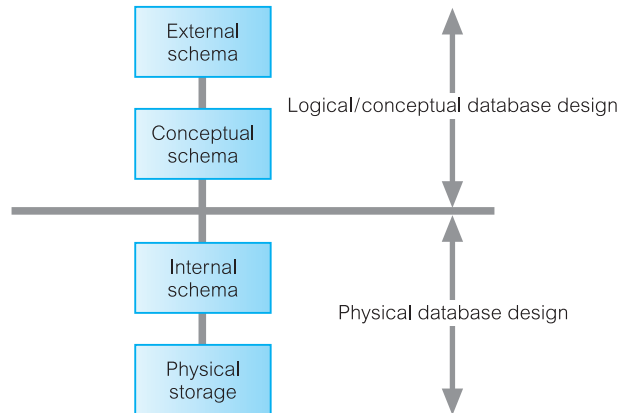 External
schema
Logical/conceptual database design
Conceptual
schema
Internal
schema
Physical database design
Physical
storage